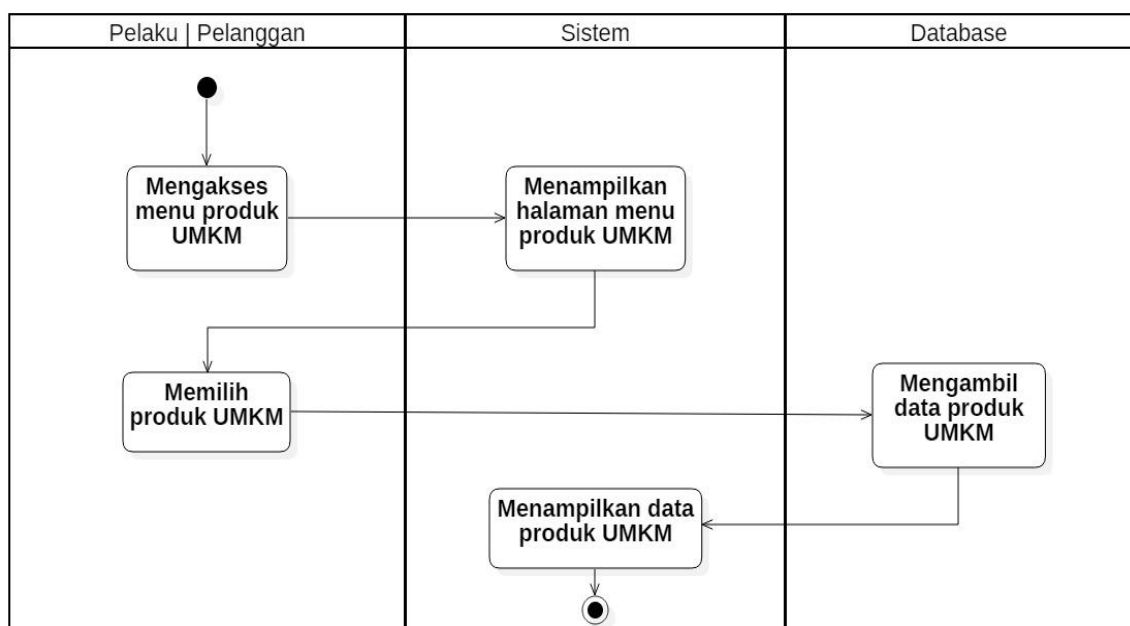 Pelaku | Pelanggan
Sistem
Database
Mengakses
menu produk
UMKM
Menampilkan
halaman menu
produk UMKM
Memilih
produk UMKM
Mengambil
data produk
UMKM
Menampilkan data
produk UMKM